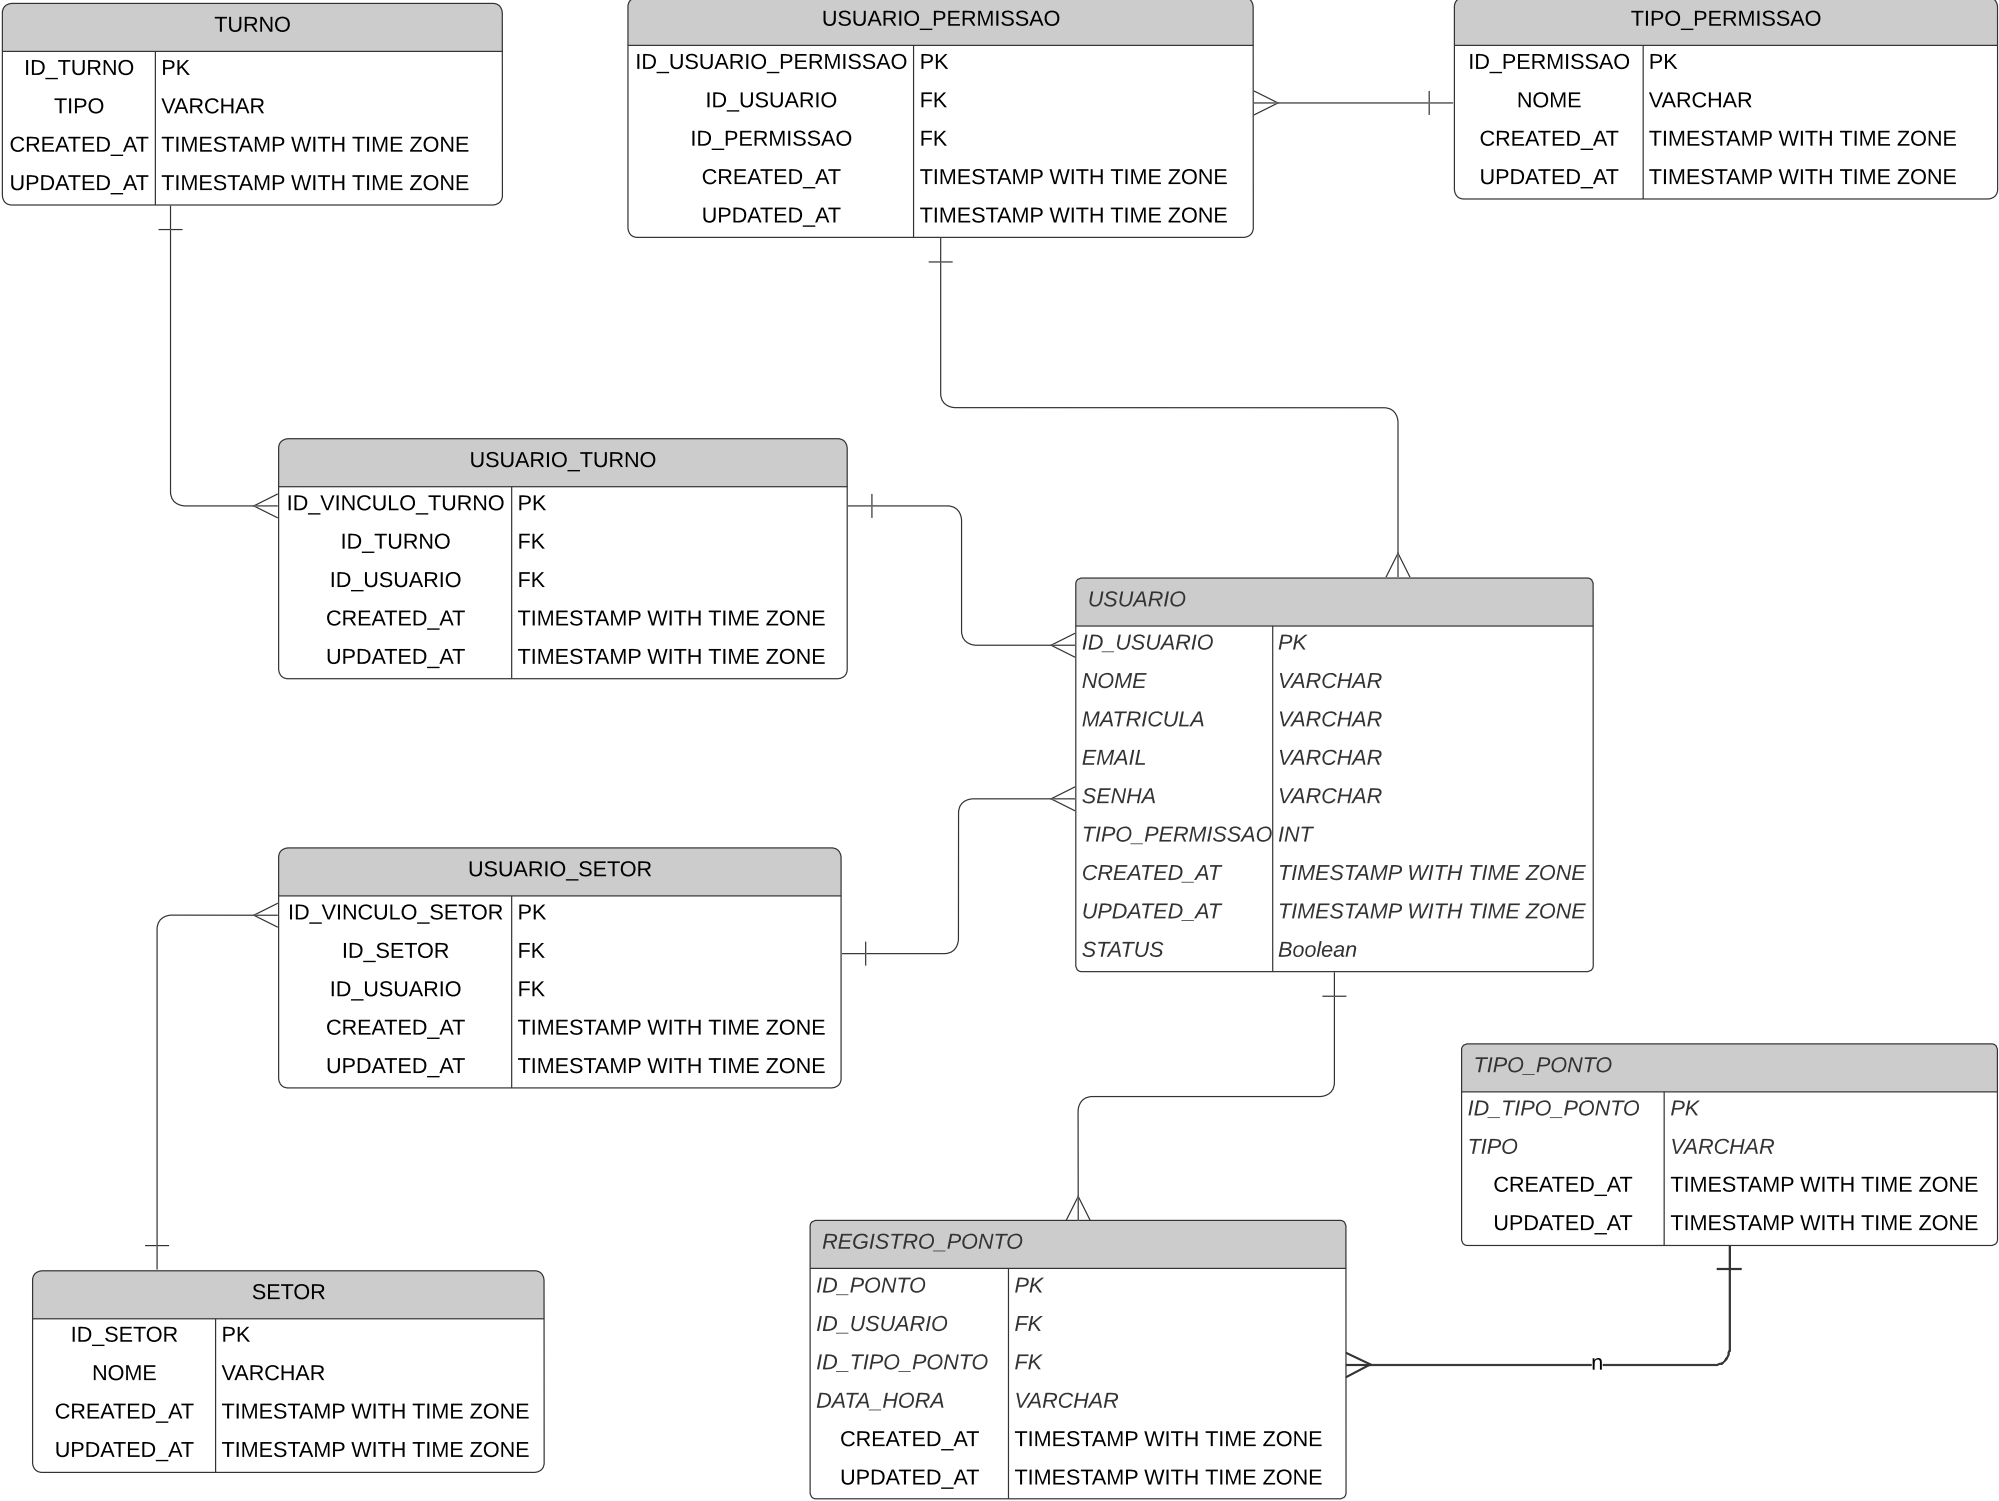 TURNO
ID_TURNO PK
TIPO VARCHAR
CREATED_AT TIMESTAMP WITH TIME ZONE
UPDATED_AT TIMESTAMP WITH TIME ZONE
USUARIO_PERMISSAO
ID_USUARIO_PERMISSAO PK
ID_USUARIO FK
ID_PERMISSAO FK
CREATED_AT TIMESTAMP WITH TIME ZONE
UPDATED_AT TIMESTAMP WITH TIME ZONE
TIPO_PERMISSAO
ID_PERMISSAO PK
NOME VARCHAR
CREATED_AT TIMESTAMP WITH TIME ZONE
UPDATED_AT TIMESTAMP WITH TIME ZONE
USUARIO_TURNO
ID_VINCULO_TURNO PK
ID_TURNO FK
ID_USUARIO FK
CREATED_AT TIMESTAMP WITH TIME ZONE
UPDATED_AT TIMESTAMP WITH TIME ZONE
USUARIO
ID_USUARIO PK
NOME VARCHAR
MATRICULA VARCHAR
EMAIL VARCHAR
SENHA VARCHAR
TIPO_PERMISSAO INT
CREATED_AT TIMESTAMP WITH TIME ZONE
UPDATED_AT TIMESTAMP WITH TIME ZONE
STATUS Boolean
USUARIO_SETOR
ID_VINCULO_SETOR PK
ID_SETOR FK
ID_USUARIO FK
CREATED_AT TIMESTAMP WITH TIME ZONE
UPDATED_AT TIMESTAMP WITH TIME ZONE
TIPO_PONTO
ID_TIPO_PONTO PK
TIPO VARCHAR
CREATED_AT TIMESTAMP WITH TIME ZONE
UPDATED_AT TIMESTAMP WITH TIME ZONE
SETOR
ID_SETOR PK
NOME VARCHAR
CREATED_AT TIMESTAMP WITH TIME ZONE
UPDATED_AT TIMESTAMP WITH TIME ZONE
REGISTRO_PONTO
ID_PONTO PK
ID_USUARIO FK
ID_TIPO_PONTO FK
DATA_HORA VARCHAR
CREATED_AT TIMESTAMP WITH TIME ZONE
UPDATED_AT TIMESTAMP WITH TIME ZONE
n